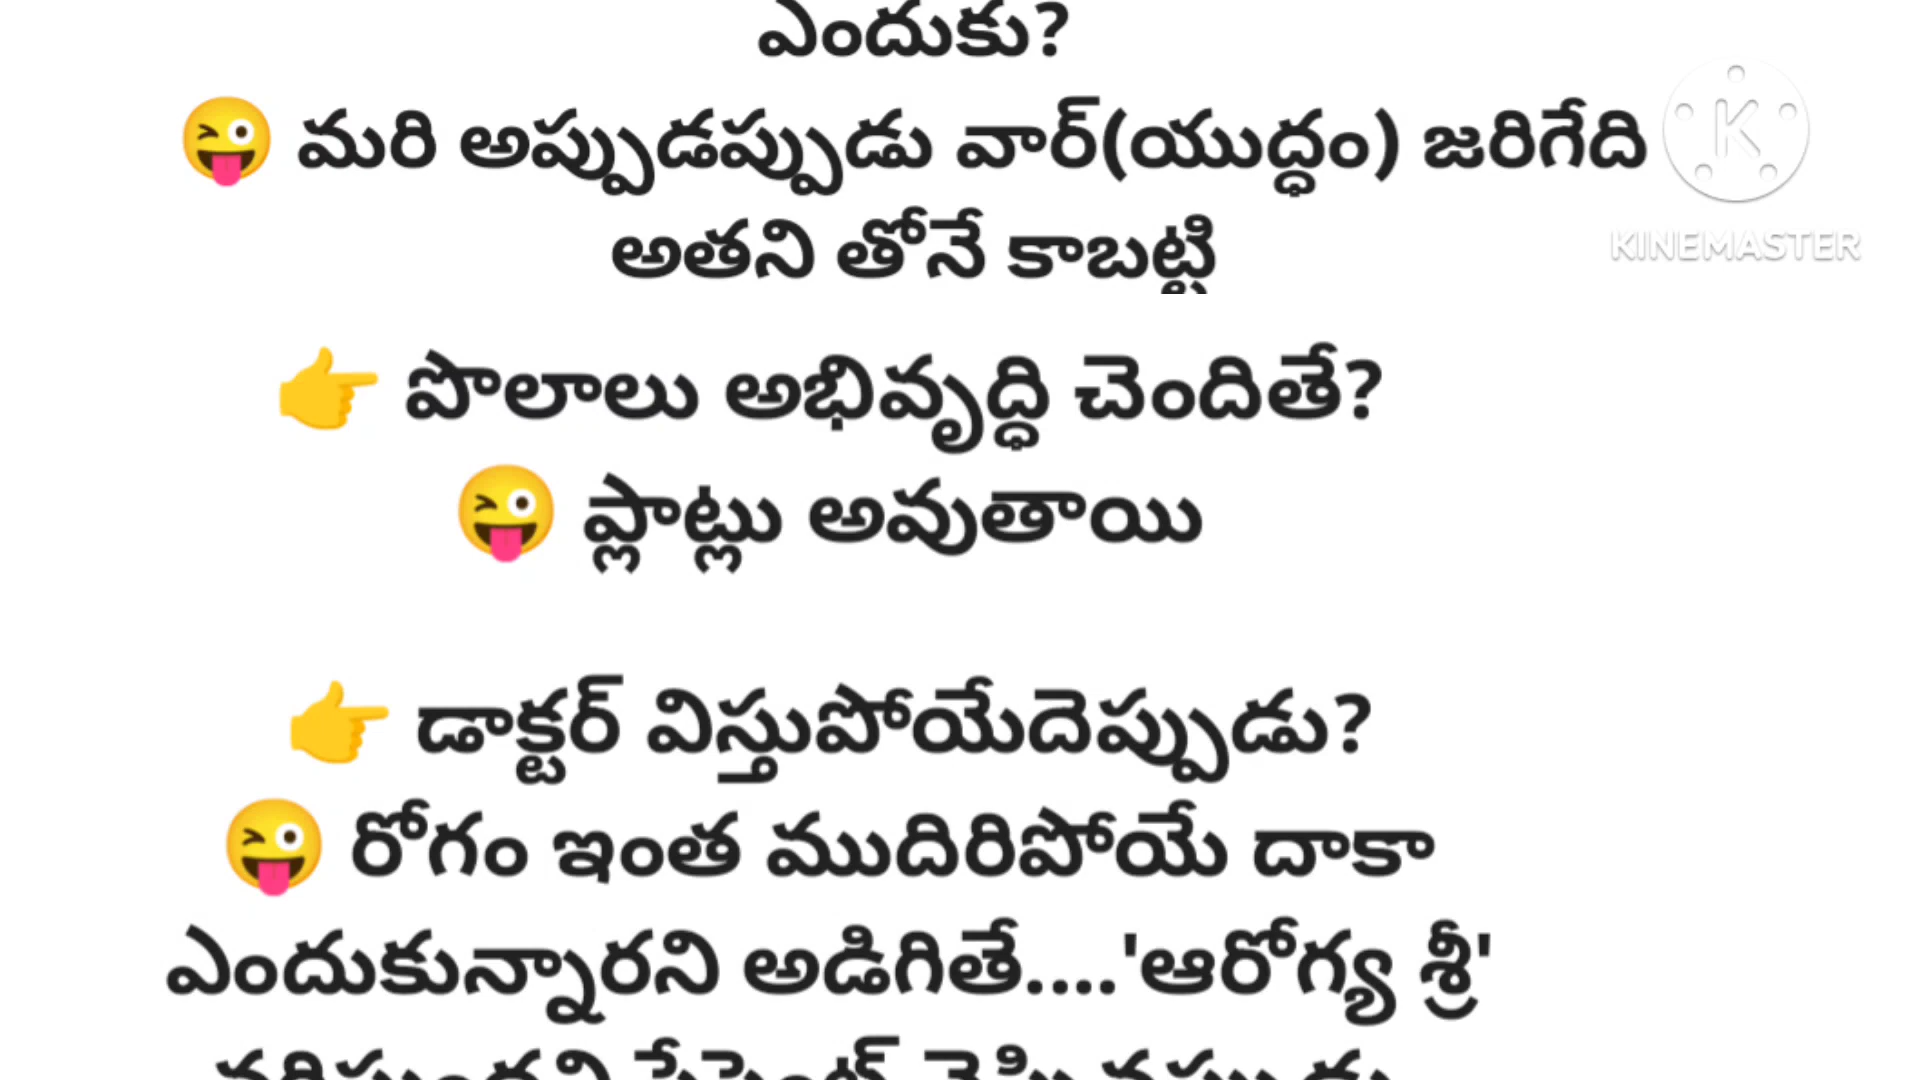 ఎందుకు?
😜 మరి అప్పుడప్పుడు వార్(యుద్ధం) జరిగేది
అతని తోనే కాబట్టి
KINEMASTER
👉 పొలాలు అభివృద్ధి చెందితే?
😜 ప్లాట్లు అవుతాయి
👉 డాక్టర్ విస్తుపోయేదెప్పుడు?
😜 రోగం ఇంత ముదిరిపోయే దాకా
ఎందుకున్నారని అడిగితే....'ఆరోగ్య శ్రీ'